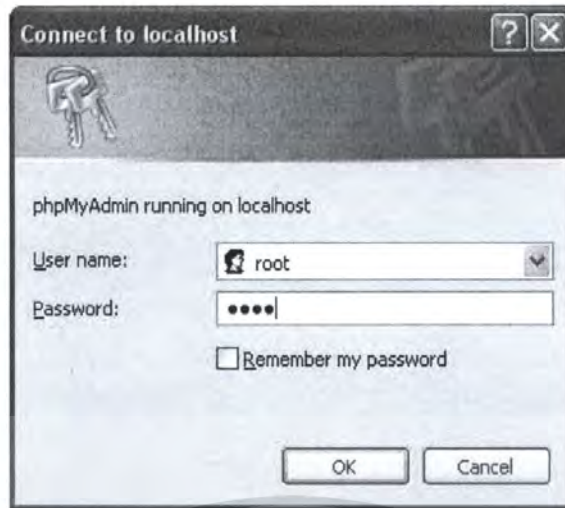 Connect to localhost
phpMyAdmin running on localhost
User name: root
Password: ••••
Remember my password
OK Cancel